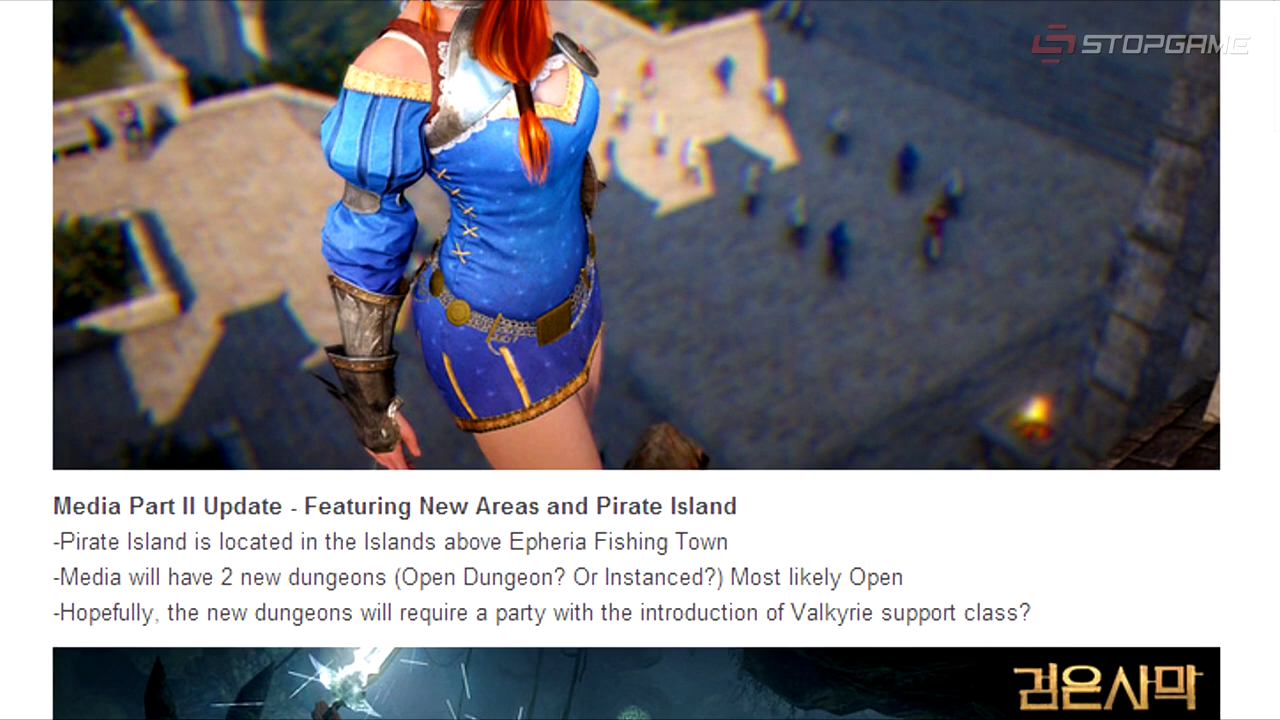 STOPGAME
Media Part II Update - Featuring New Areas and Pirate Island
-Pirate Island is located in the Islands above Epheria Fishing Town
-Media will have 2 new dungeons (Open Dungeon? Or Instanced?) Most likely Open
-Hopefully, the new dungeons will require a party with the introduction of Valkyrie support class?
검은사막